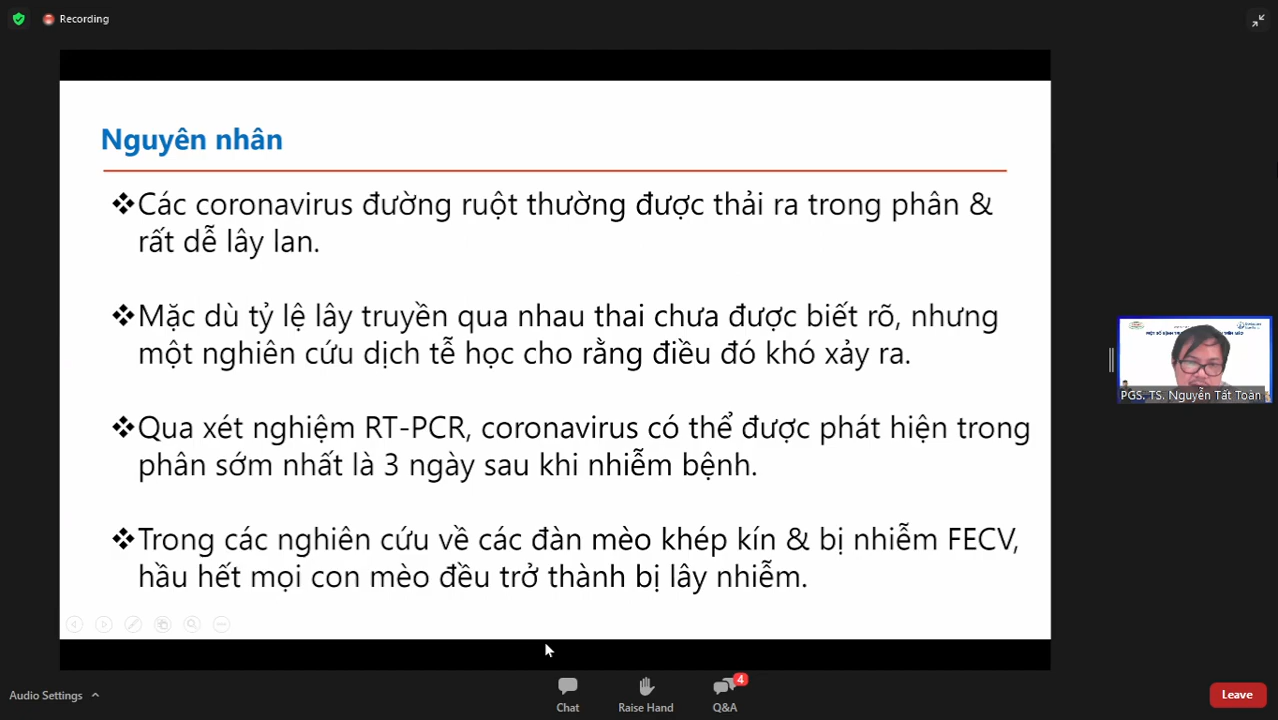 Recording
Nguyên nhân
❖Các coronavirus đường ruột thường được thải ra trong phân &
rất dễ lây lan.
❖Mặc dù tỷ lệ lây truyền qua nhau thai chưa được biết rõ, nhưng
một nghiên cứu dịch tễ học cho rằng điều đó khó xảy ra.
❖Qua xét nghiệm RT-PCR, coronavirus có thể được phát hiện trong
phân sớm nhất là 3 ngày sau khi nhiễm bệnh.
❖Trong các nghiên cứu về các đàn mèo khép kín & bị nhiễm FECV,
hầu hết mọi con mèo đều trở thành bị lây nhiễm.
PGS. TS. Nguyễn Tất Toàn
Audio Settings
Chat
Raise Hand
4
Q&A
Leave